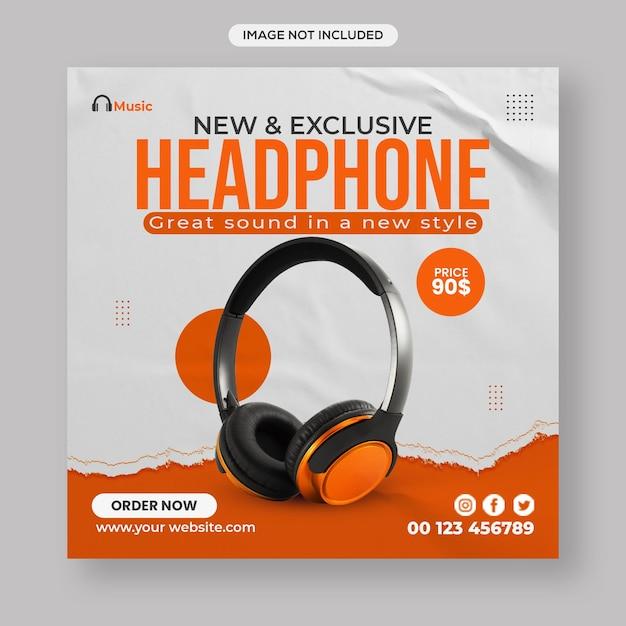 IMAGE NOT INCLUDED
Music
NEW & EXCLUSIVE
HEADPHONE
Great sound in a new style
PRICE
90$
ORDER NOW
www.your website.com
00 123 456789